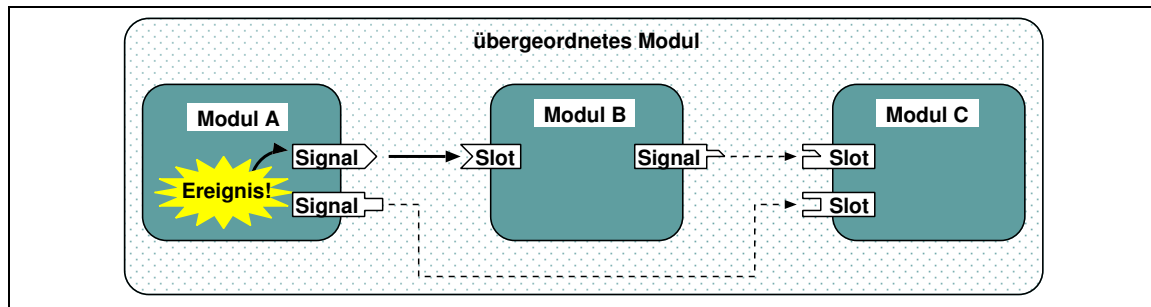 übergeordnetes Modul
Modul A
Modul B
Modul C
Signal
Slot
Signal
Slot
Ereignis!
Signal
Slot